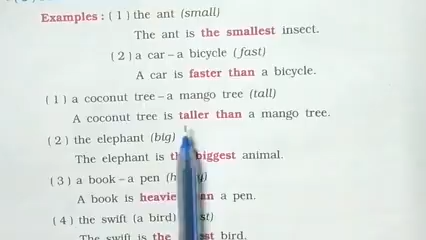 Examples : (1) the ant (small)
The ant is the smallest insect.
(2) a car – a bicycle (fast)
A car is faster than a bicycle.
(1) a coconut tree – a mango tree (tall)
A coconut tree is taller than a mango tree.
(2) the elephant (big)
The elephant is biggest animal.
(3) a book – a pen
A book is a pen.
(4) the swift (a bird)
The swift is the bird.